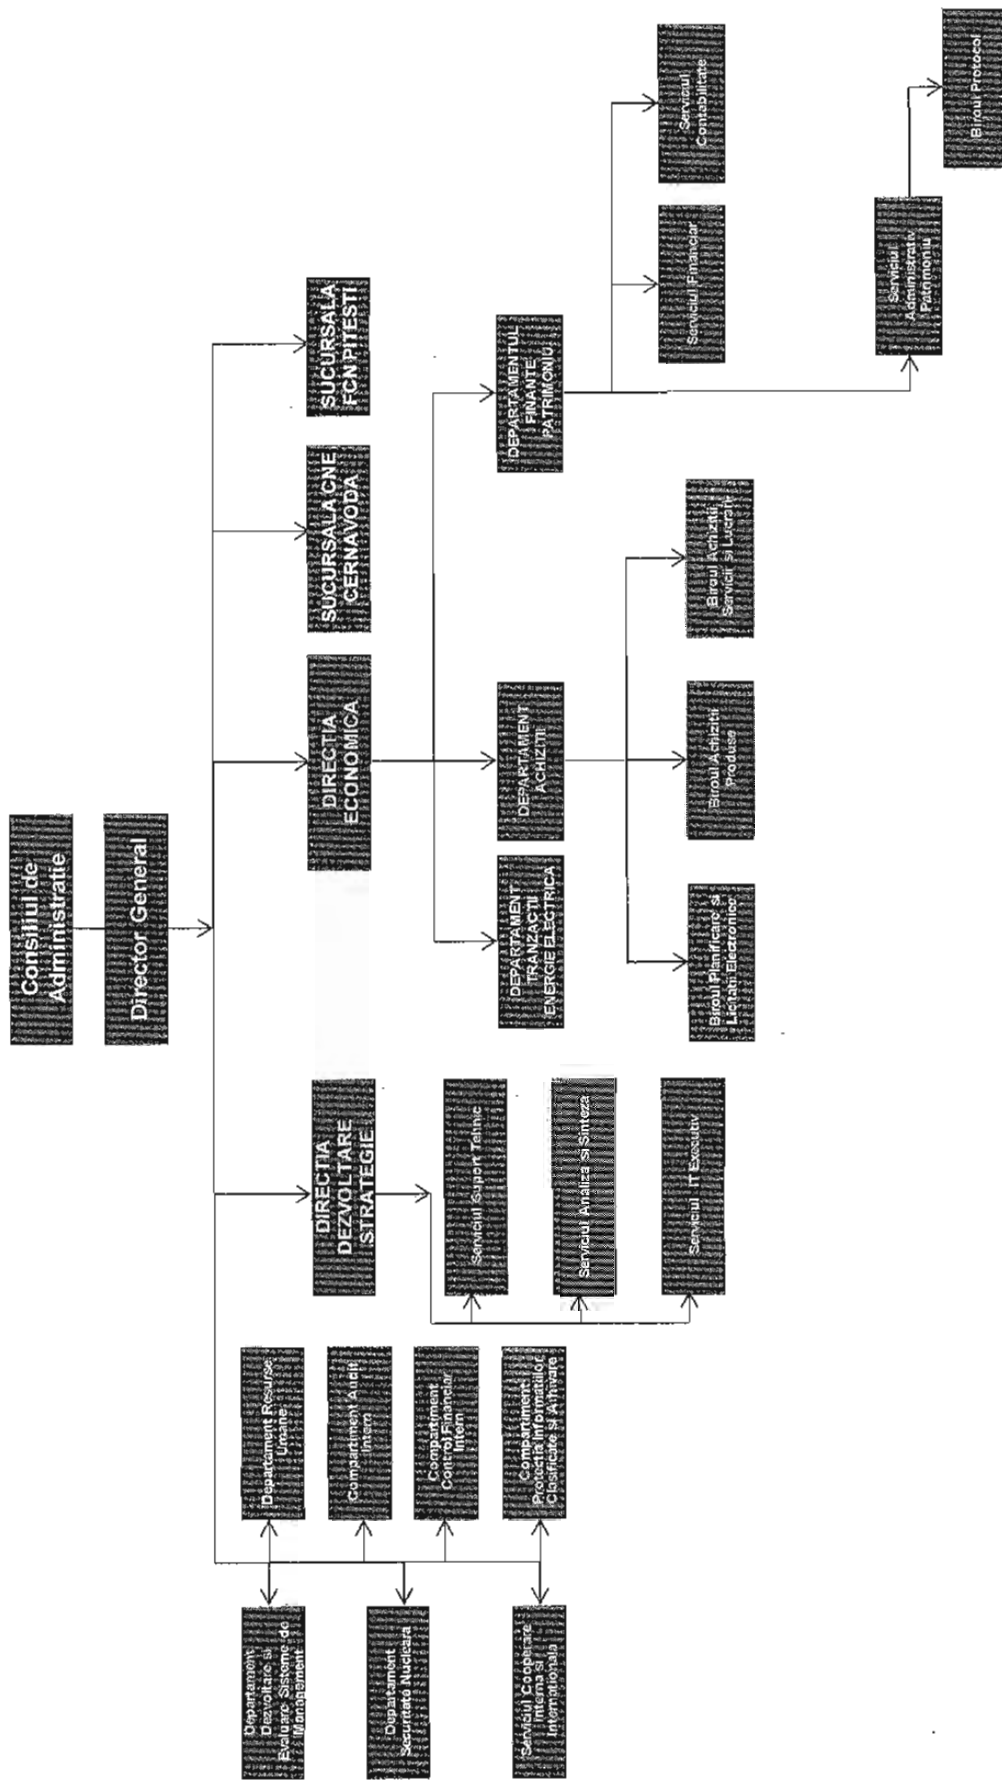 Consiliul de
Administratie
Director General
Departament
Dezvoltare si
Evaluare Sisteme de
Management
Departament
Securitate Nucleara
Serviciul Cooperare
Interna si
Internationala
Departament Resurse
Umane
Compartiment Audit
Intern
Compartiment
Control Financiar
Intern
Compartiment
Protectia Informatiilor
Clasificate si Arhivare
DIRECTIA
DEZVOLTARE
STRATEGIE
Serviciul Suport Tehnic
Serviciul Analiza si Sinteza
Serviciul IT Executiv
DIRECTIA
ECONOMICA
SUCURSALA CNE
CERNAVODA
SUCURSALA
FCN PITESTI
DEPARTAMENT
TRANZACTII
ENERGIE ELECTRICA
DEPARTAMENT
ACHIZITII
DEPARTAMENTUL
FINANTE
PATRIMONIU
Biroul Planificare si
Licitatii Electronice
Biroul Achizitii
Produse
Biroul Achizitii
Servicii si Lucrari
Serviciul Financiar
Serviciul
Contabilitate
Serviciul
Administrativ
Patrimoniu
Biroul Protocol